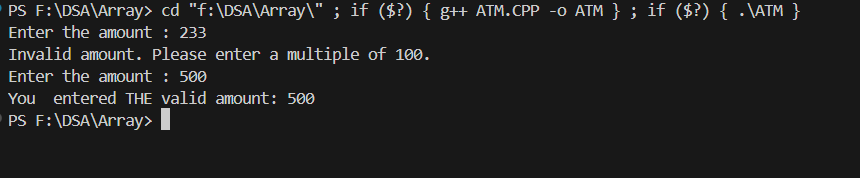 PS F:\DSA\Array> cd "f:\DSA\Array\" ; if ($?) { g++ ATM.CPP -o ATM } ; if ($?) { .\ATM }
Enter the amount : 233
Invalid amount. Please enter a multiple of 100.
Enter the amount : 500
You  entered THE valid amount: 500
PS F:\DSA\Array>